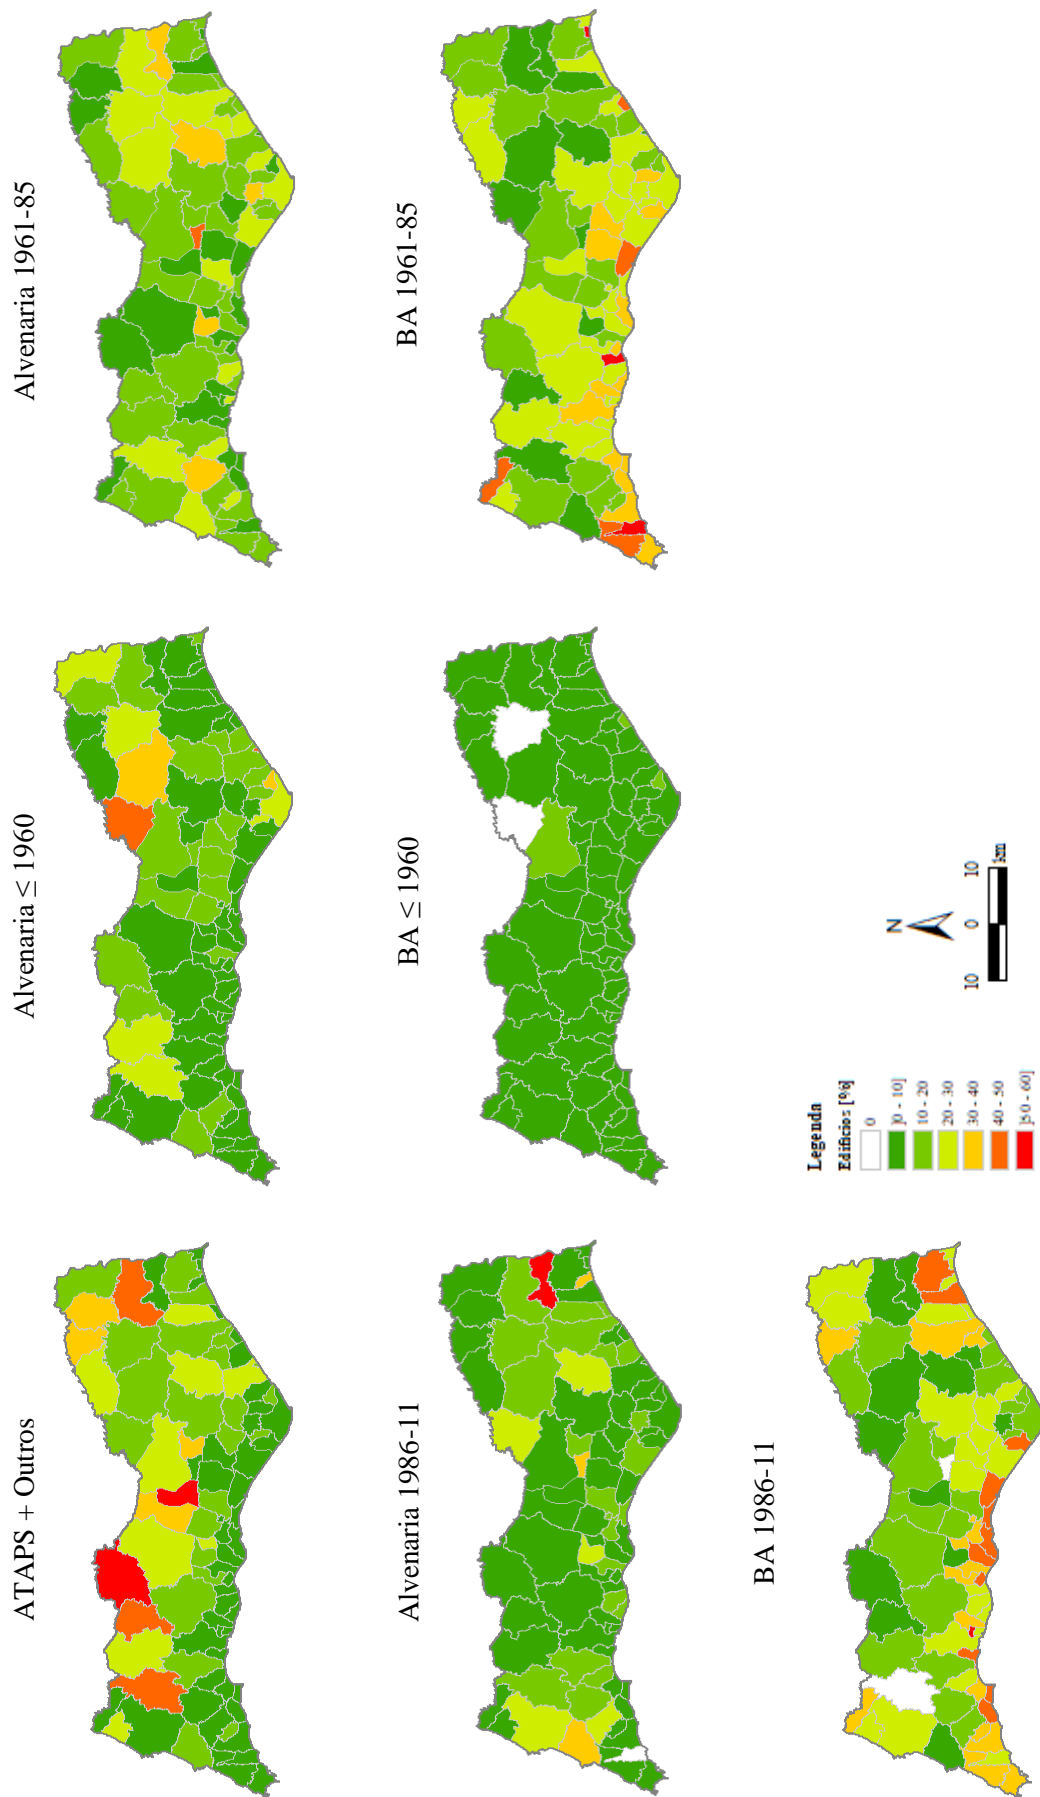 ATAPS + Outros
Alvenaria ≤ 1960
Alvenaria 1961-85
Alvenaria 1986-11
BA ≤ 1960
BA 1961-85
BA 1986-11
Legenda
Edifícios [%]
0
]0 - 10]
10 - 20
20 - 30
30 - 40
40 - 50
]50 - 60]
N
10 0 10
km